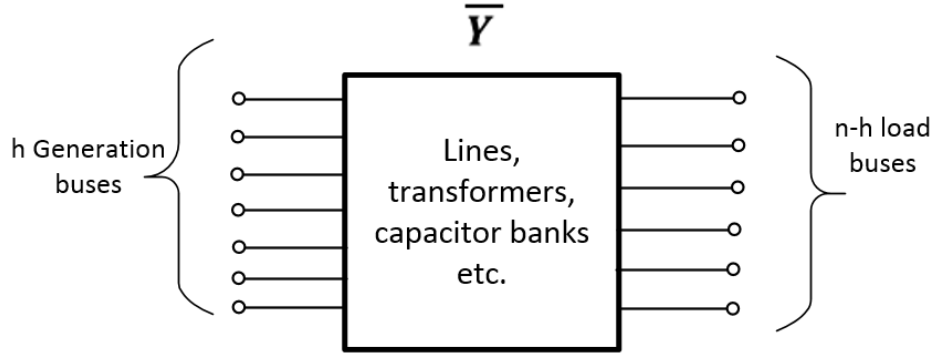 Y
h Generation
buses
Lines,
transformers,
capacitor banks
etc.
n-h load
buses